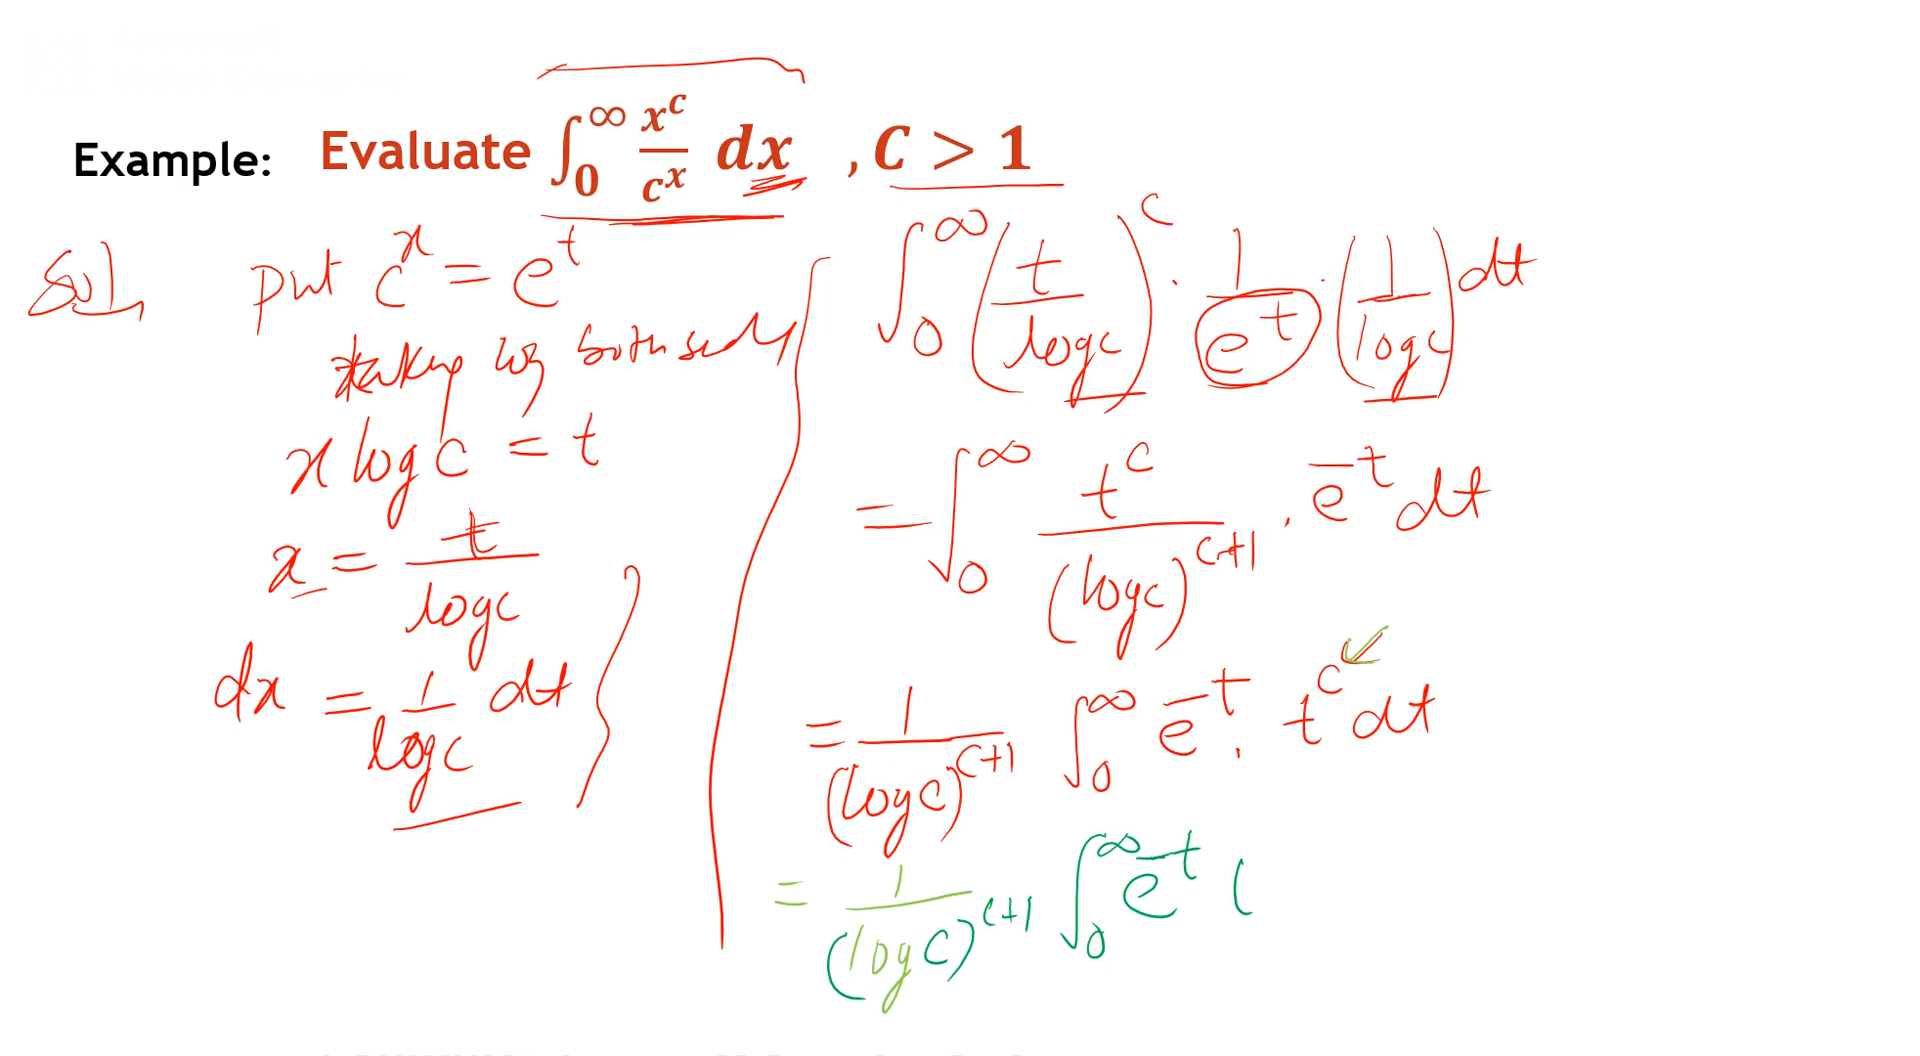 Example: Evaluate ∫₀^∞ x^c / c^x dx , C > 1
Sol
put c^x = e^t
taking log both sides
x log c = t
x = t / log c
dx = 1 / log c dt
∫₀^∞ (t / log c)^c · 1 / e^t · (1 / log c) dt
= ∫₀^∞ t^c / (log c)^(c+1) . e^-t dt
= 1 / (log c)^(c+1) ∫₀^∞ e^-t . t^c dt
= 1 / (log c)^(c+1) ∫₀^∞ e^-t (